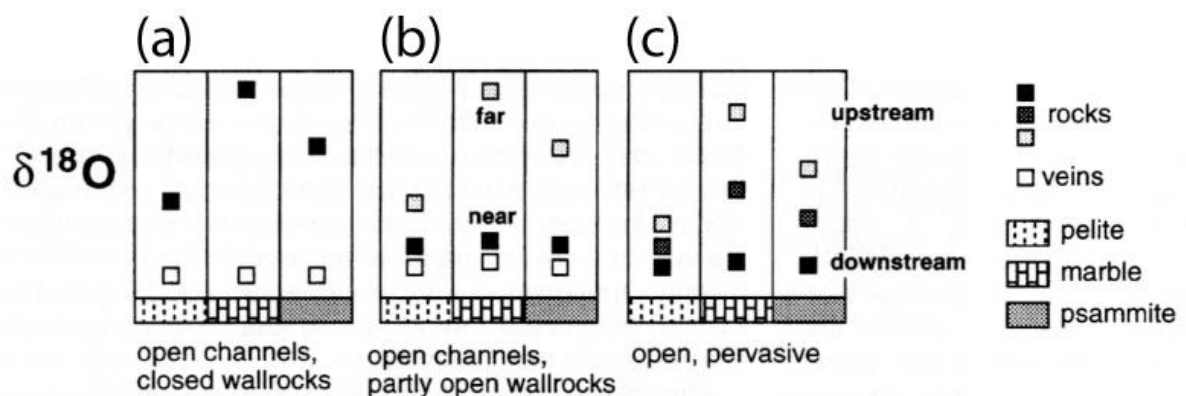 (a)
(b)
(c)
δ18O
far
near
upstream
downstream
rocks
veins
pelite
marble
psammite
open channels,
closed wallrocks
open channels,
partly open wallrocks
open, pervasive